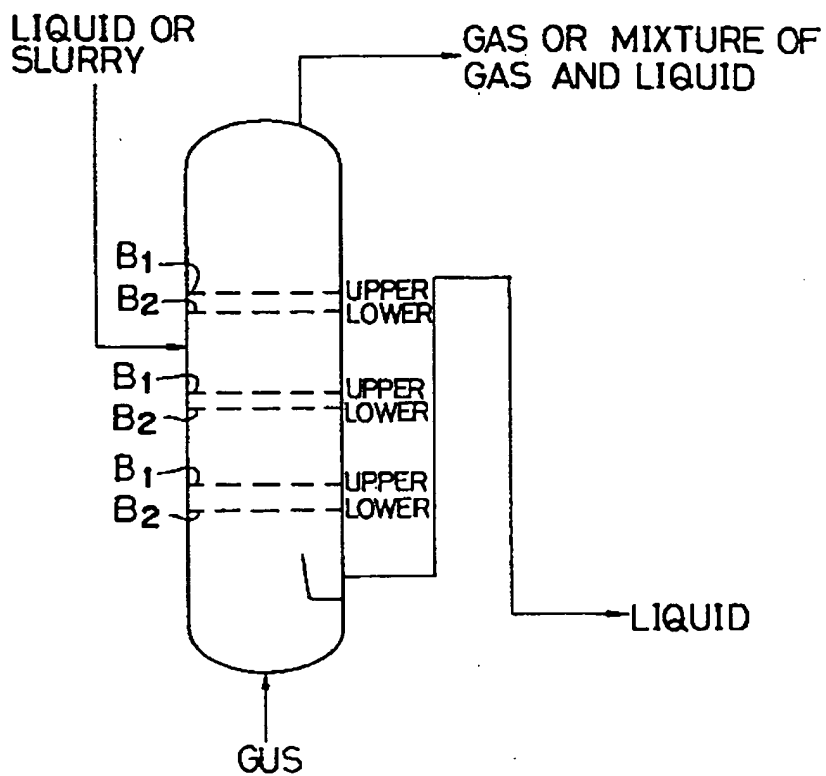 LIQUID OR
SLURRY
GAS OR MIXTURE OF
GAS AND LIQUID
B1
UPPER
B2
LOWER
B1
UPPER
B2
LOWER
B1
UPPER
B2
LOWER
LIQUID
GUS